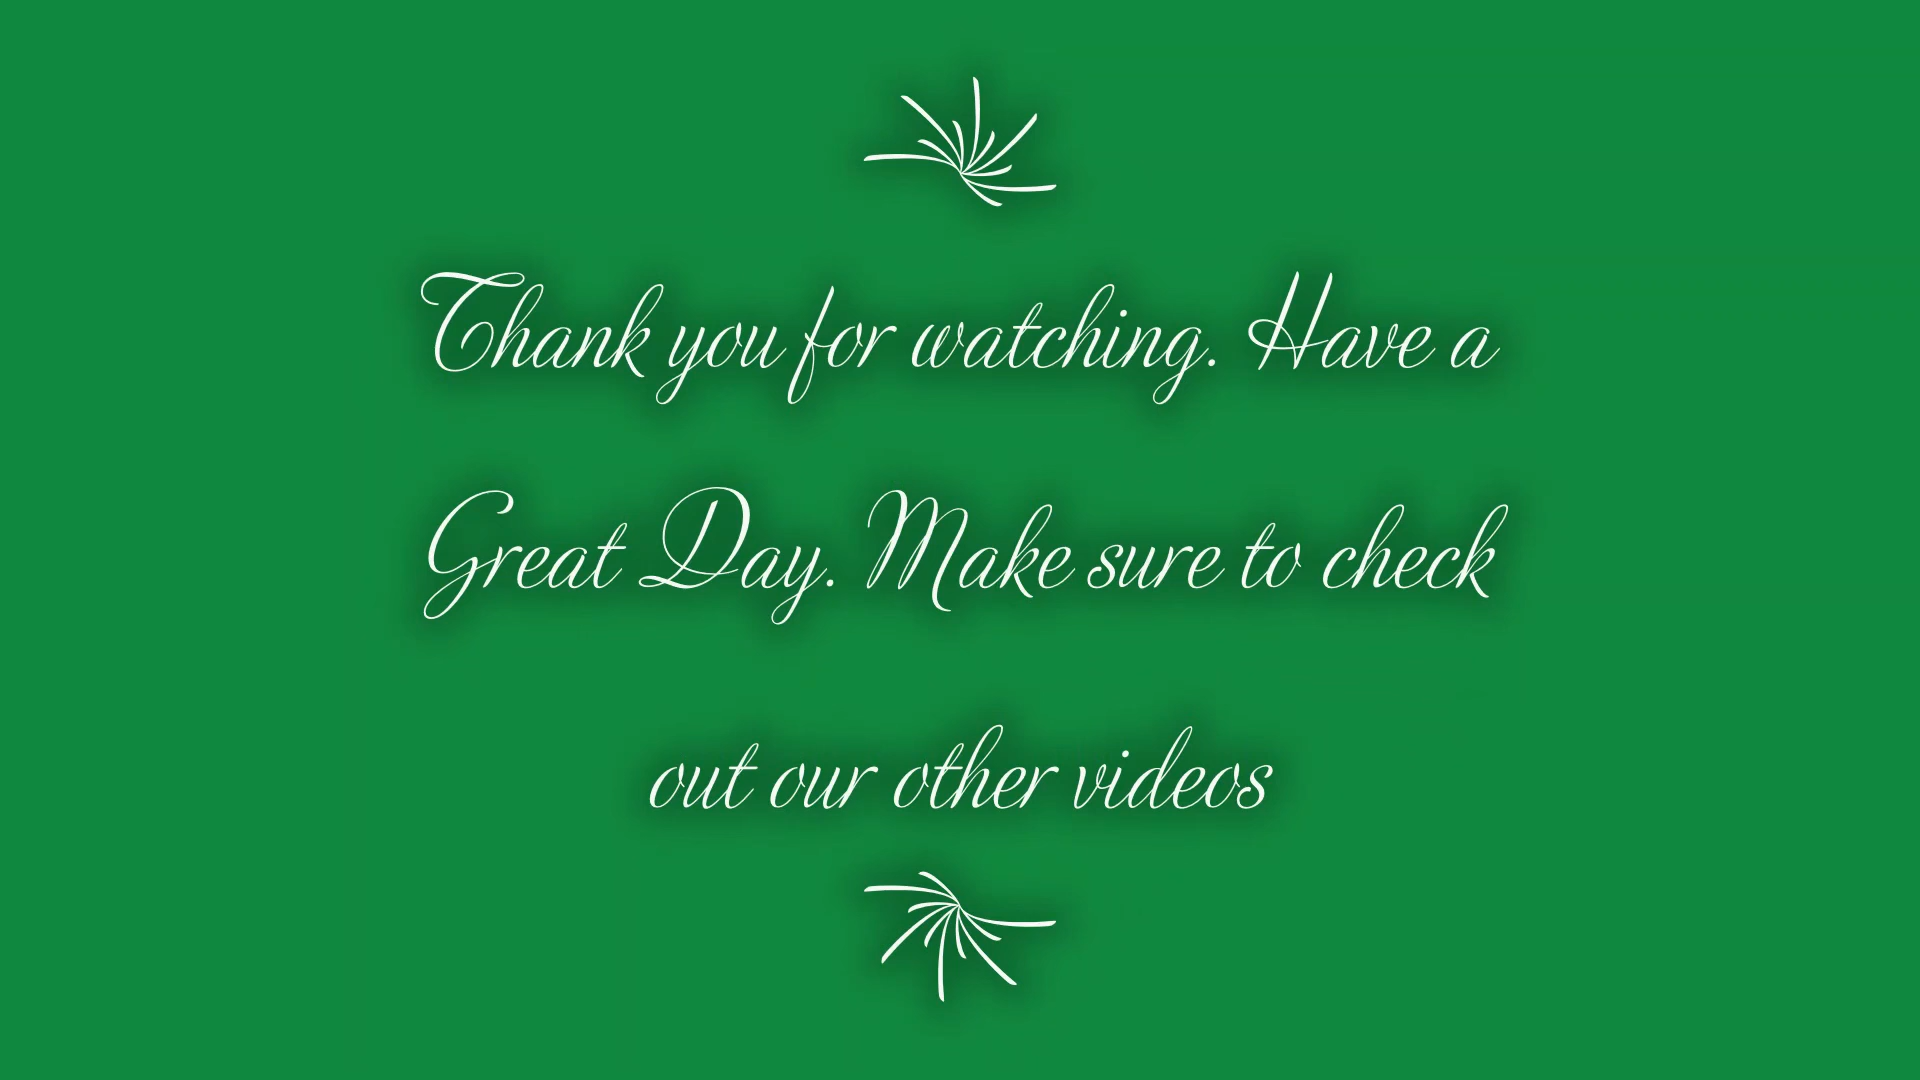 Thank you for watching. Have a
Great Day. Make sure to check
out our other videos